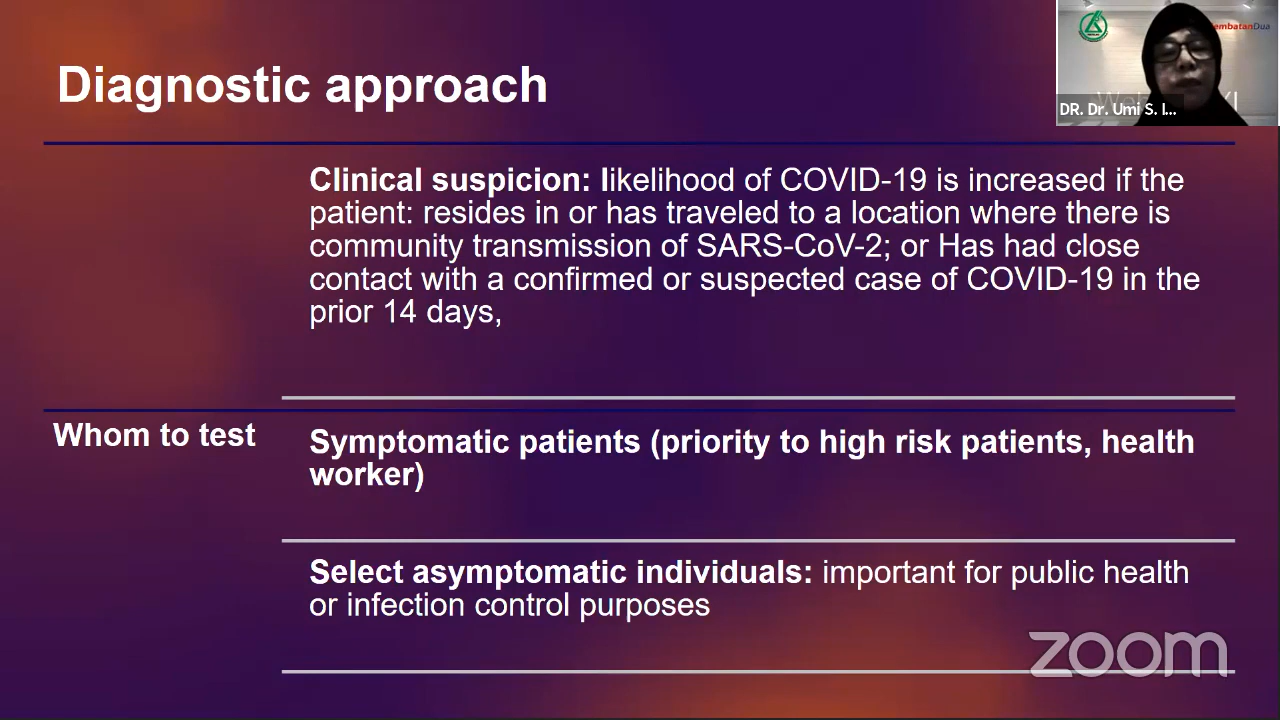 Diagnostic approach
DR. Dr. Umi S. I...
Clinical suspicion: likelihood of COVID-19 is increased if the
patient: resides in or has traveled to a location where there is
community transmission of SARS-CoV-2; or Has had close
contact with a confirmed or suspected case of COVID-19 in the
prior 14 days,
Whom to test
Symptomatic patients (priority to high risk patients, health
worker)
Select asymptomatic individuals: important for public health
or infection control purposes
zoom